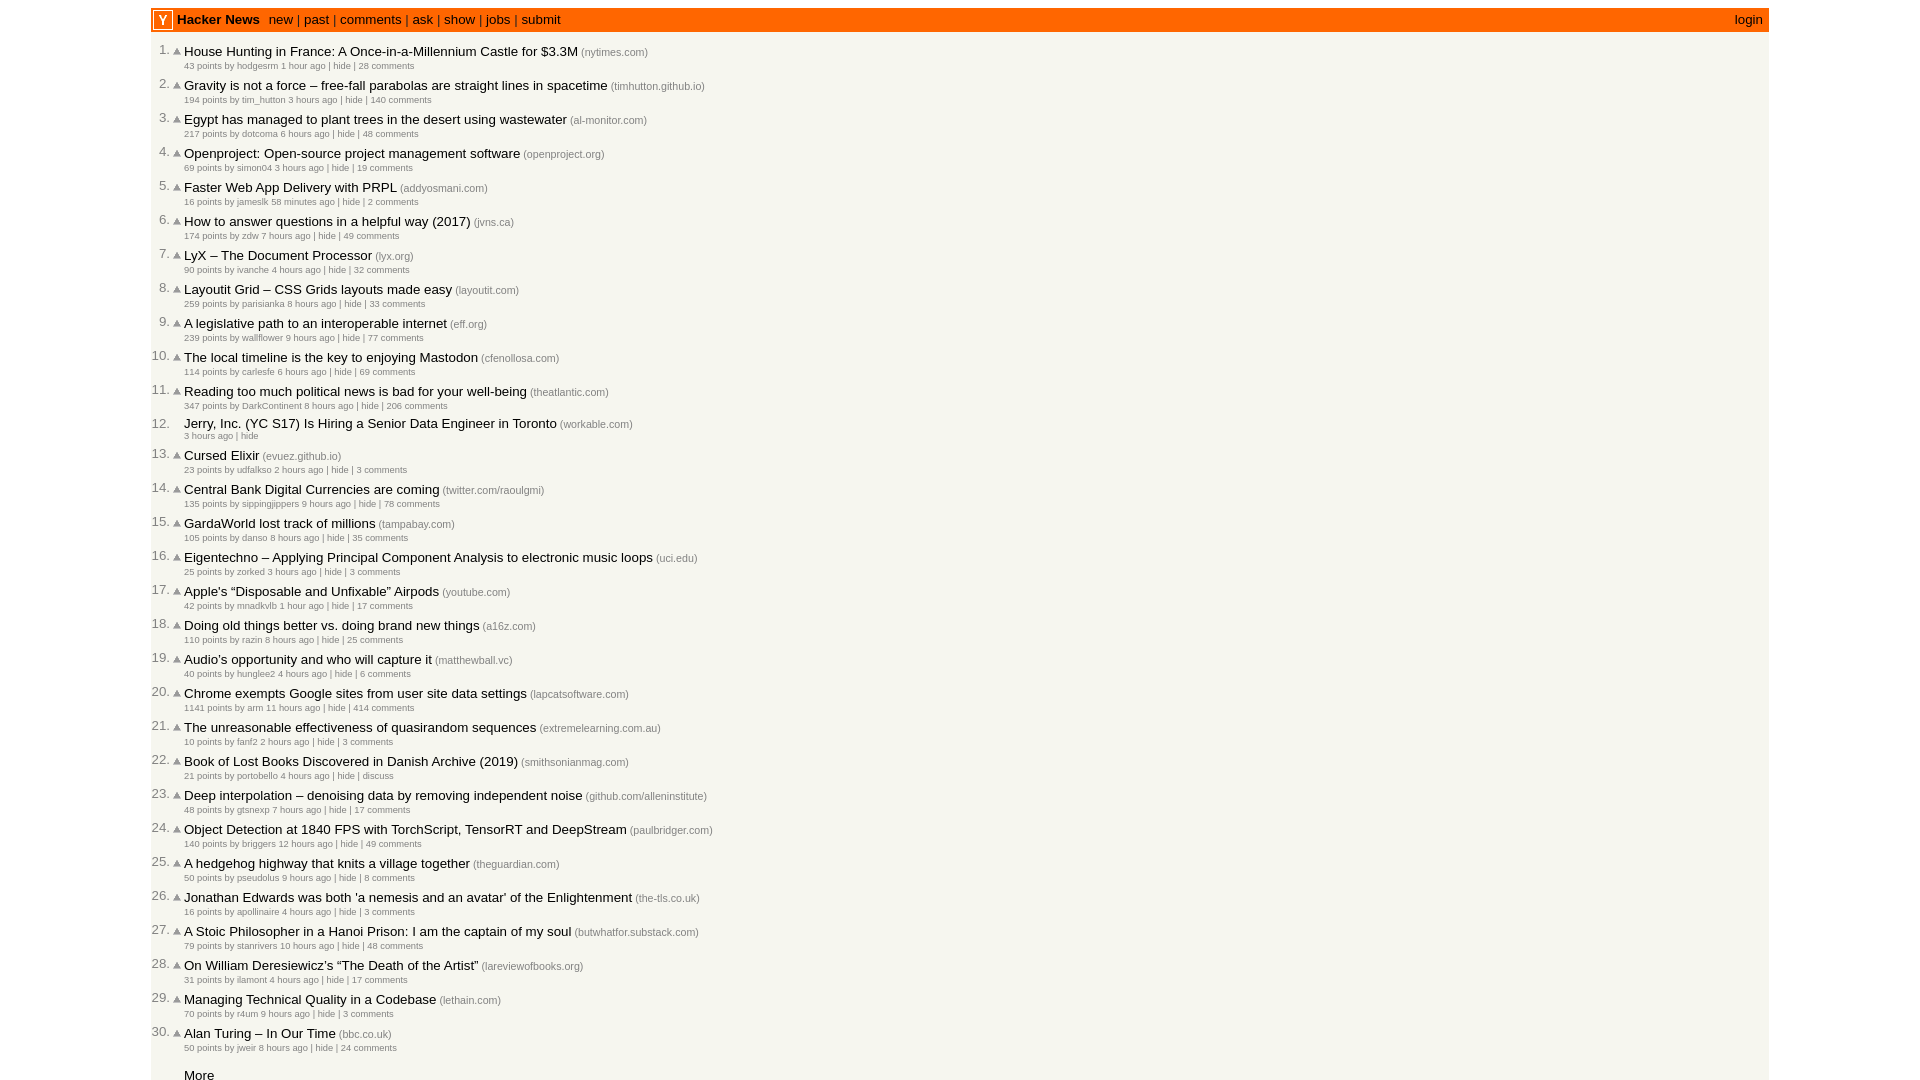 Y Hacker News new | past | comments | ask | show | jobs | submit login
1. House Hunting in France: A Once-in-a-Millennium Castle for $3.3M (nytimes.com)
43 points by hodgesrm 1 hour ago | hide | 28 comments
2. Gravity is not a force – free-fall parabolas are straight lines in spacetime (timhutton.github.io)
194 points by tim_hutton 3 hours ago | hide | 140 comments
3. Egypt has managed to plant trees in the desert using wastewater (al-monitor.com)
217 points by dotcoma 6 hours ago | hide | 48 comments
4. Openproject: Open-source project management software (openproject.org)
69 points by simon04 3 hours ago | hide | 19 comments
5. Faster Web App Delivery with PRPL (addyosmani.com)
16 points by jameslk 58 minutes ago | hide | 2 comments
6. How to answer questions in a helpful way (2017) (jvns.ca)
174 points by zdw 7 hours ago | hide | 49 comments
7. LyX – The Document Processor (lyx.org)
90 points by ivanche 4 hours ago | hide | 32 comments
8. Layoutit Grid – CSS Grids layouts made easy (layoutit.com)
259 points by parisianka 8 hours ago | hide | 33 comments
9. A legislative path to an interoperable internet (eff.org)
239 points by wallflower 9 hours ago | hide | 77 comments
10. The local timeline is the key to enjoying Mastodon (cfenollosa.com)
114 points by carlesfe 6 hours ago | hide | 69 comments
11. Reading too much political news is bad for your well-being (theatlantic.com)
347 points by DarkContinent 8 hours ago | hide | 206 comments
12. Jerry, Inc. (YC S17) Is Hiring a Senior Data Engineer in Toronto (workable.com)
3 hours ago | hide
13. Cursed Elixir (evuez.github.io)
23 points by udfalkso 2 hours ago | hide | 3 comments
14. Central Bank Digital Currencies are coming (twitter.com/raoulgmi)
135 points by sippingjippers 9 hours ago | hide | 78 comments
15. GardaWorld lost track of millions (tampabay.com)
105 points by danso 8 hours ago | hide | 35 comments
16. Eigentechno – Applying Principal Component Analysis to electronic music loops (uci.edu)
25 points by zorked 3 hours ago | hide | 3 comments
17. Apple's “Disposable and Unfixable” Airpods (youtube.com)
42 points by mnadkvlb 1 hour ago | hide | 17 comments
18. Doing old things better vs. doing brand new things (a16z.com)
110 points by razin 8 hours ago | hide | 25 comments
19. Audio’s opportunity and who will capture it (matthewball.vc)
40 points by hunglee2 4 hours ago | hide | 6 comments
20. Chrome exempts Google sites from user site data settings (lapcatsoftware.com)
1141 points by arm 11 hours ago | hide | 414 comments
21. The unreasonable effectiveness of quasirandom sequences (extremelearning.com.au)
10 points by fanf2 2 hours ago | hide | 3 comments
22. Book of Lost Books Discovered in Danish Archive (2019) (smithsonianmag.com)
21 points by portobello 4 hours ago | hide | discuss
23. Deep interpolation – denoising data by removing independent noise (github.com/alleninstitute)
48 points by gtsnexp 7 hours ago | hide | 17 comments
24. Object Detection at 1840 FPS with TorchScript, TensorRT and DeepStream (paulbridger.com)
140 points by briggers 12 hours ago | hide | 49 comments
25. A hedgehog highway that knits a village together (theguardian.com)
50 points by pseudolus 9 hours ago | hide | 8 comments
26. Jonathan Edwards was both 'a nemesis and an avatar' of the Enlightenment (the-tls.co.uk)
16 points by apollinaire 4 hours ago | hide | 3 comments
27. A Stoic Philosopher in a Hanoi Prison: I am the captain of my soul (butwhatfor.substack.com)
79 points by stanrivers 10 hours ago | hide | 48 comments
28. On William Deresiewicz’s “The Death of the Artist” (lareviewofbooks.org)
31 points by ilamont 4 hours ago | hide | 17 comments
29. Managing Technical Quality in a Codebase (lethain.com)
70 points by r4um 9 hours ago | hide | 3 comments
30. Alan Turing – In Our Time (bbc.co.uk)
50 points by jweir 8 hours ago | hide | 24 comments
More